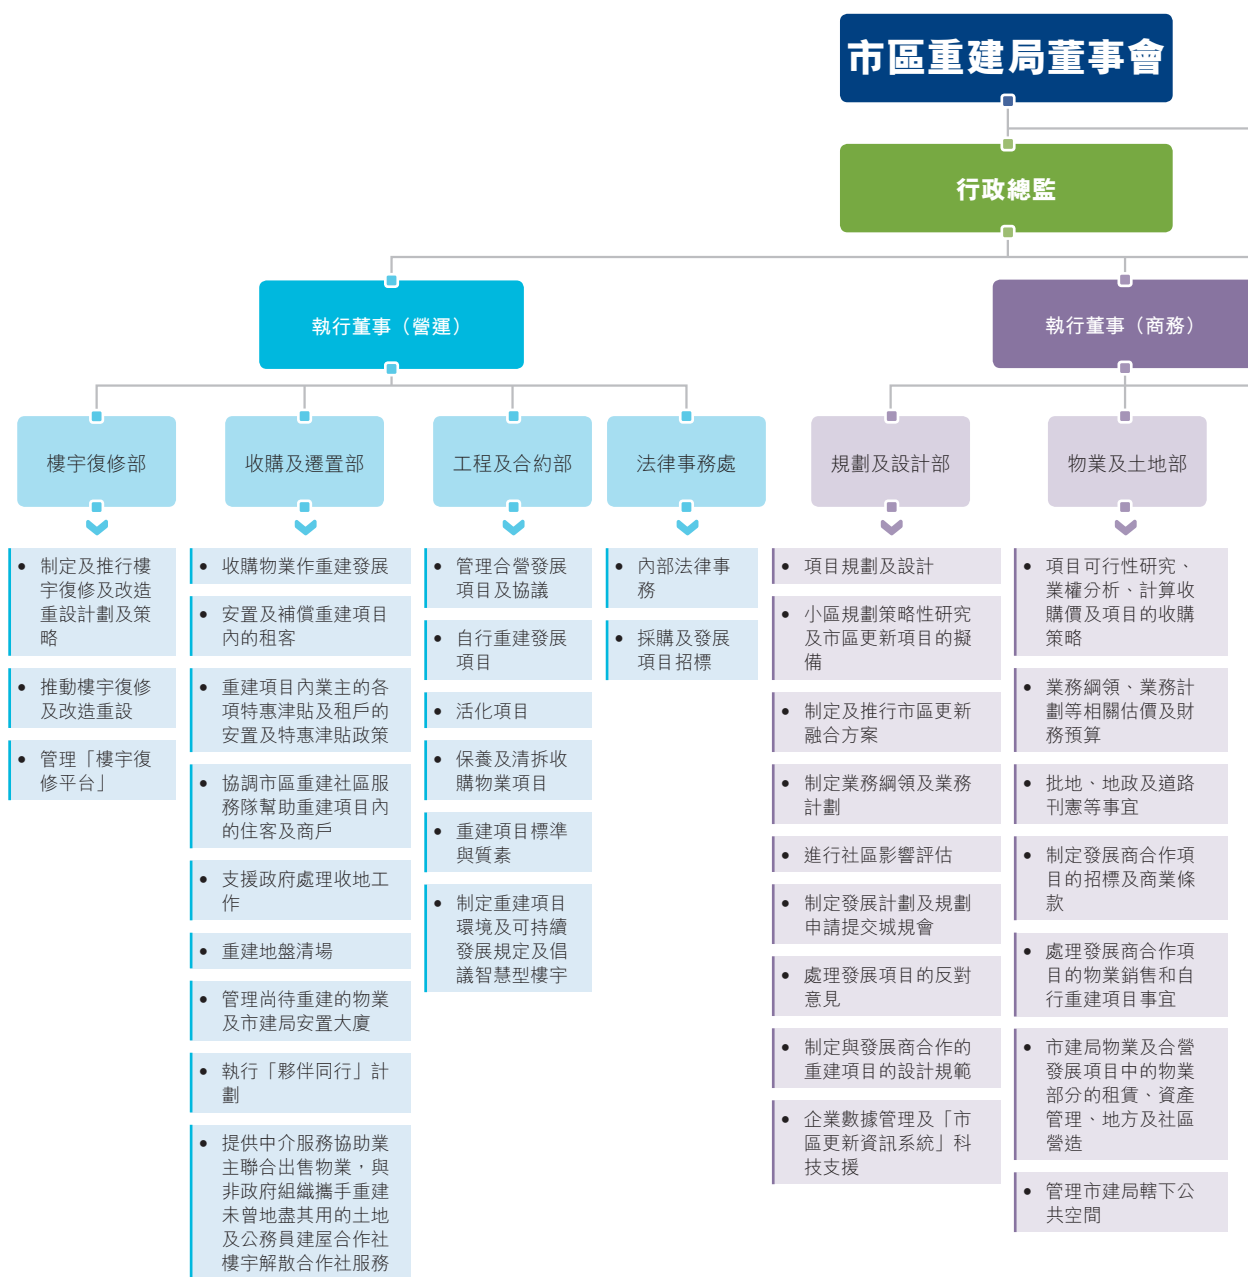 市區重建局董事會
行政總監
執行董事（營運）
執行董事（商務）
樓宇復修部
收購及遷置部
工程及合約部
法律事務處
規劃及設計部
物業及土地部
• 制定及推行樓
宇復修及改造
重設計劃及策
略
• 推動樓宇復修
及改造重設
• 管理「樓宇復
修平台」
• 收購物業作重建發展
• 安置及補償重建項目
內的租客
• 重建項目內業主的各
項特惠津貼及租戶的
安置及特惠津貼政策
• 協調市區重建社區服
務隊幫助重建項目內
的住客及商戶
• 支援政府處理收地工
作
• 重建地盤清場
• 管理尚待重建的物業
及市建局安置大廈
• 執行「夥伴同行」計
劃
• 提供中介服務協助業
主聯合出售物業，與
非政府組織攜手重建
未曾地盡其用的土地
及公務員建屋合作社
樓宇解散合作社服務
• 管理合營發展
項目及協議
• 自行重建發展
項目
• 活化項目
• 保養及清拆收
購物業項目
• 重建項目標準
與質素
• 制定重建項目
環境及可持續
發展規定及倡
議智慧型樓宇
• 內部法律事
務
• 採購及發展
項目招標
• 項目規劃及設計
• 小區規劃策略性研究
及市區更新項目的擬
備
• 制定及推行市區更新
融合方案
• 制定業務綱領及業務
計劃
• 進行社區影響評估
• 制定發展計劃及規劃
申請提交城規會
• 處理發展項目的反對
意見
• 制定與發展商合作的
重建項目的設計規範
• 企業數據管理及「市
區更新資訊系統」科
技支援
• 項目可行性研究、
業權分析、計算收
購價及項目的收購
策略
• 業務綱領、業務計
劃等相關估價及財
務預算
• 批地、地政及道路
刊憲等事宜
• 制定發展商合作項
目的招標及商業條
款
• 處理發展商合作項
目的物業銷售和自
行重建項目事宜
• 市建局物業及合營
發展項目中的物業
部分的租賃、資產
管理、地方及社區
營造
• 管理市建局轄下公
共空間